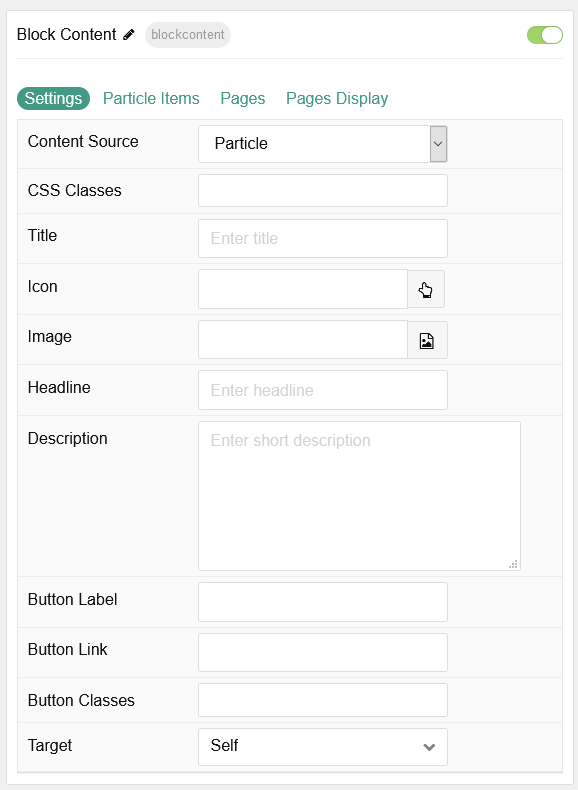 Block Content blockcontent
Settings Particle Items Pages Pages Display
Content Source Particle
CSS Classes
Title Enter title
Icon
Image
Headline Enter headline
Description Enter short description
Button Label
Button Link
Button Classes
Target Self